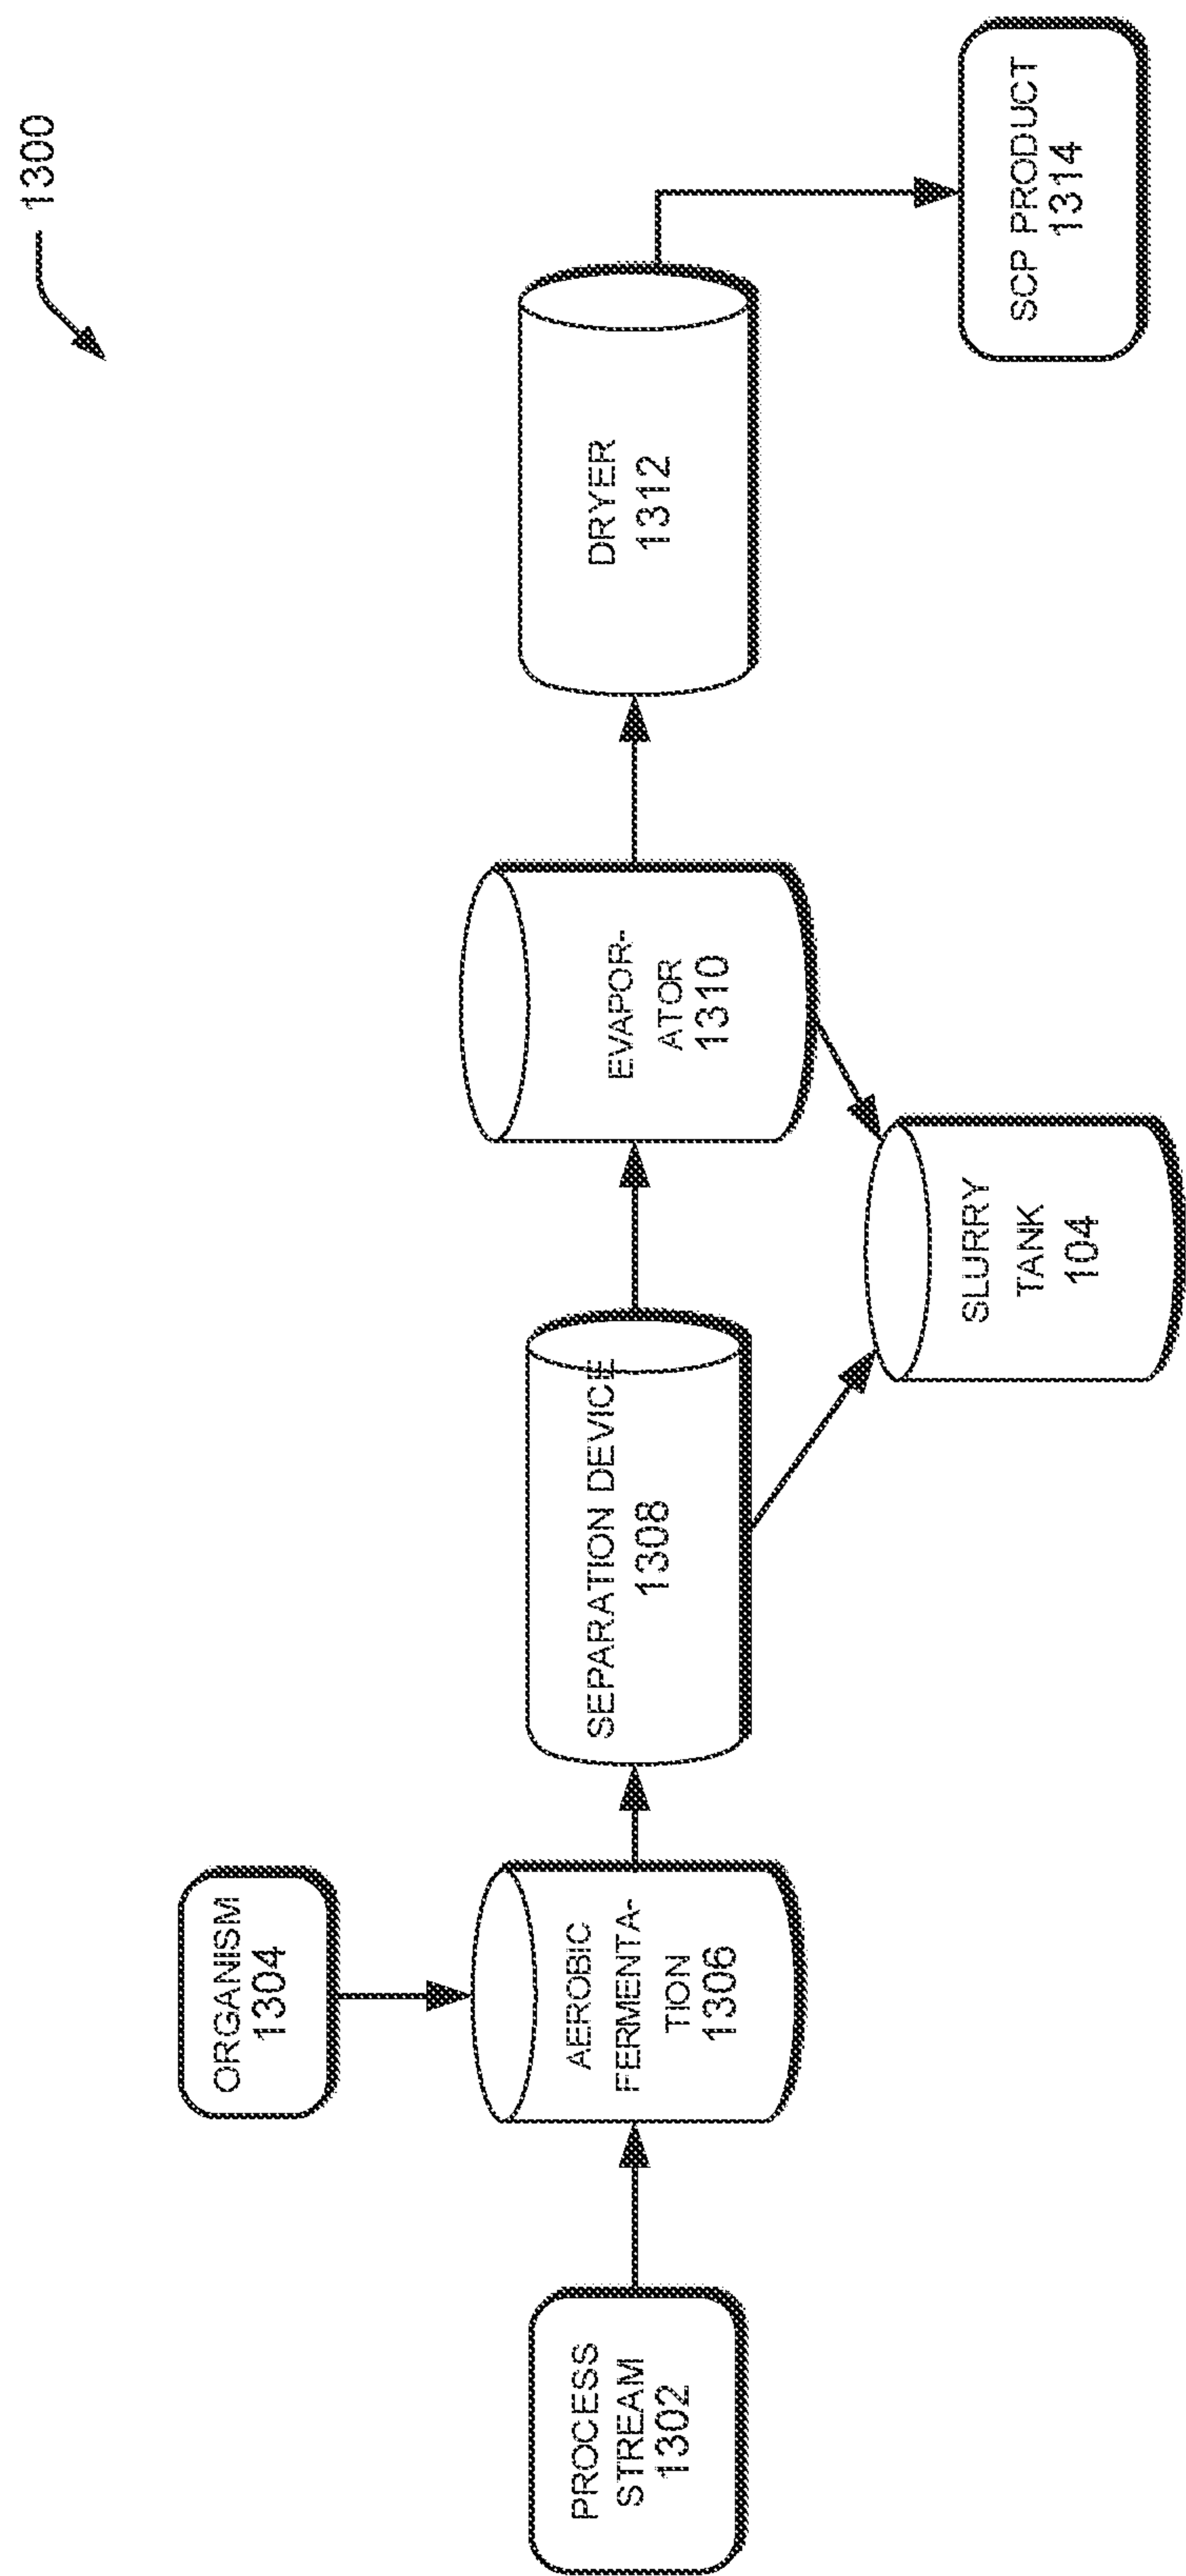 1300
ORGANISM
1304
PROCESS
STREAM
1302
AEROBIC
FERMENTA-
TION
1306
SEPARATION DEVICE
1308
EVAPOR-
ATOR
1310
DRYER
1312
SLURRY
TANK
104
SCP PRODUCT
1314